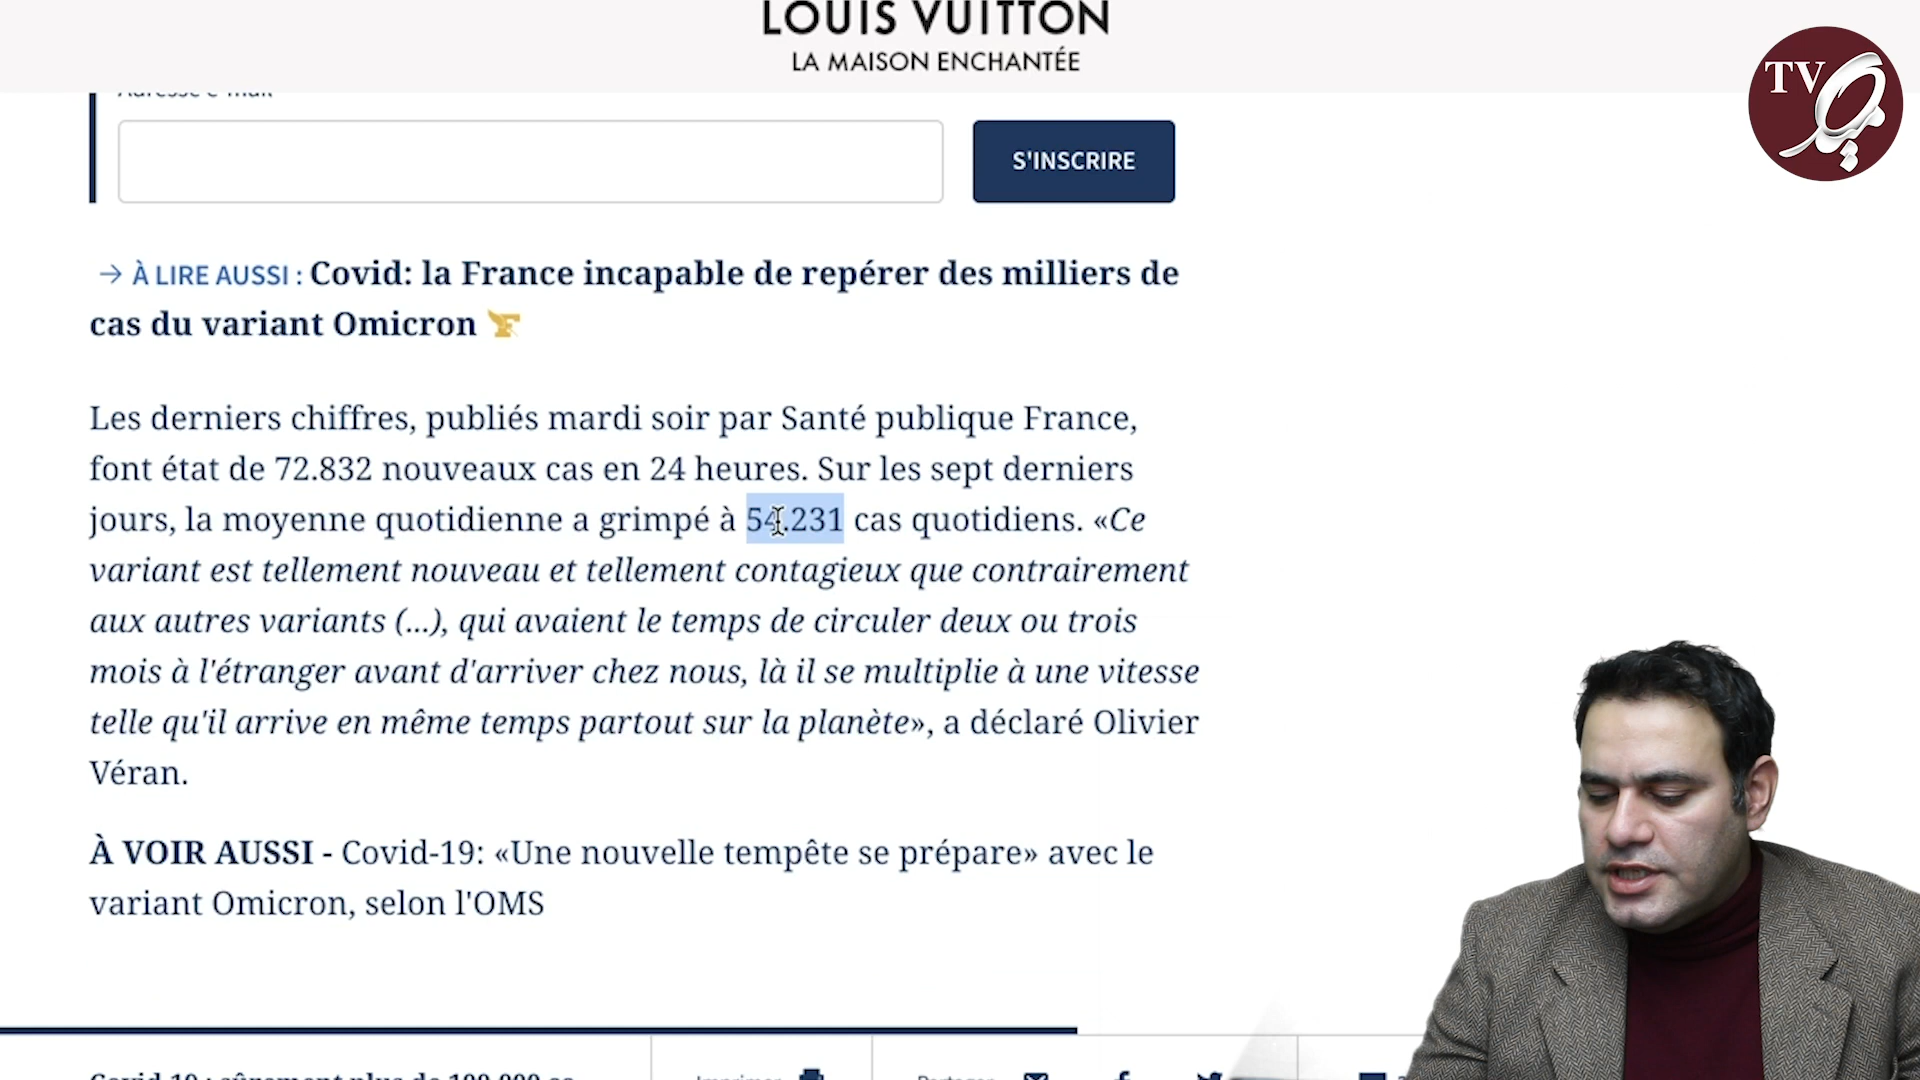 LOUIS VUITTON
LA MAISON ENCHANTÉE
TV
Adresse e-mail
S'INSCRIRE
→ À LIRE AUSSI : Covid: la France incapable de repérer des milliers de
cas du variant Omicron
Les derniers chiffres, publiés mardi soir par Santé publique France,
font état de 72.832 nouveaux cas en 24 heures. Sur les sept derniers
jours, la moyenne quotidienne a grimpé à 54.231 cas quotidiens. «Ce
variant est tellement nouveau et tellement contagieux que contrairement
aux autres variants (...), qui avaient le temps de circuler deux ou trois
mois à l'étranger avant d'arriver chez nous, là il se multiplie à une vitesse
telle qu'il arrive en même temps partout sur la planète», a déclaré Olivier
Véran.
À VOIR AUSSI - Covid-19: «Une nouvelle tempête se prépare» avec le
variant Omicron, selon l'OMS
Covid-19 : sûrement plus de 100.000 ca
Imprimer
Partager